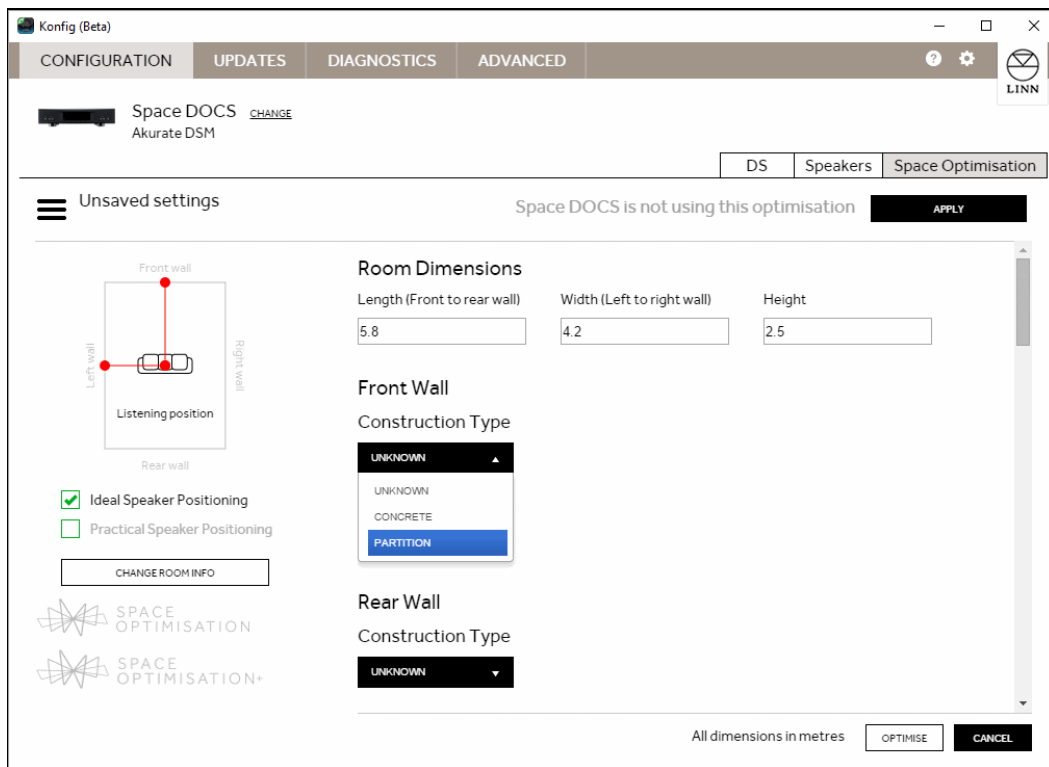 Konfig (Beta)
CONFIGURATION UPDATES DIAGNOSTICS ADVANCED ?
LINN
Space DOCS CHANGE
Akurate DSM
DS Speakers Space Optimisation
Unsaved settings
Space DOCS is not using this optimisation APPLY
Front wall
Left wall
Right wall
Listening position
Rear wall
Ideal Speaker Positioning
Practical Speaker Positioning
CHANGE ROOM INFO
SPACE
OPTIMISATION
SPACE
OPTIMISATION+
Room Dimensions
Length (Front to rear wall) Width (Left to right wall) Height
5.8 4.2 2.5
Front Wall
Construction Type
UNKNOWN
UNKNOWN
CONCRETE
PARTITION
Rear Wall
Construction Type
UNKNOWN
All dimensions in metres OPTIMISE CANCEL